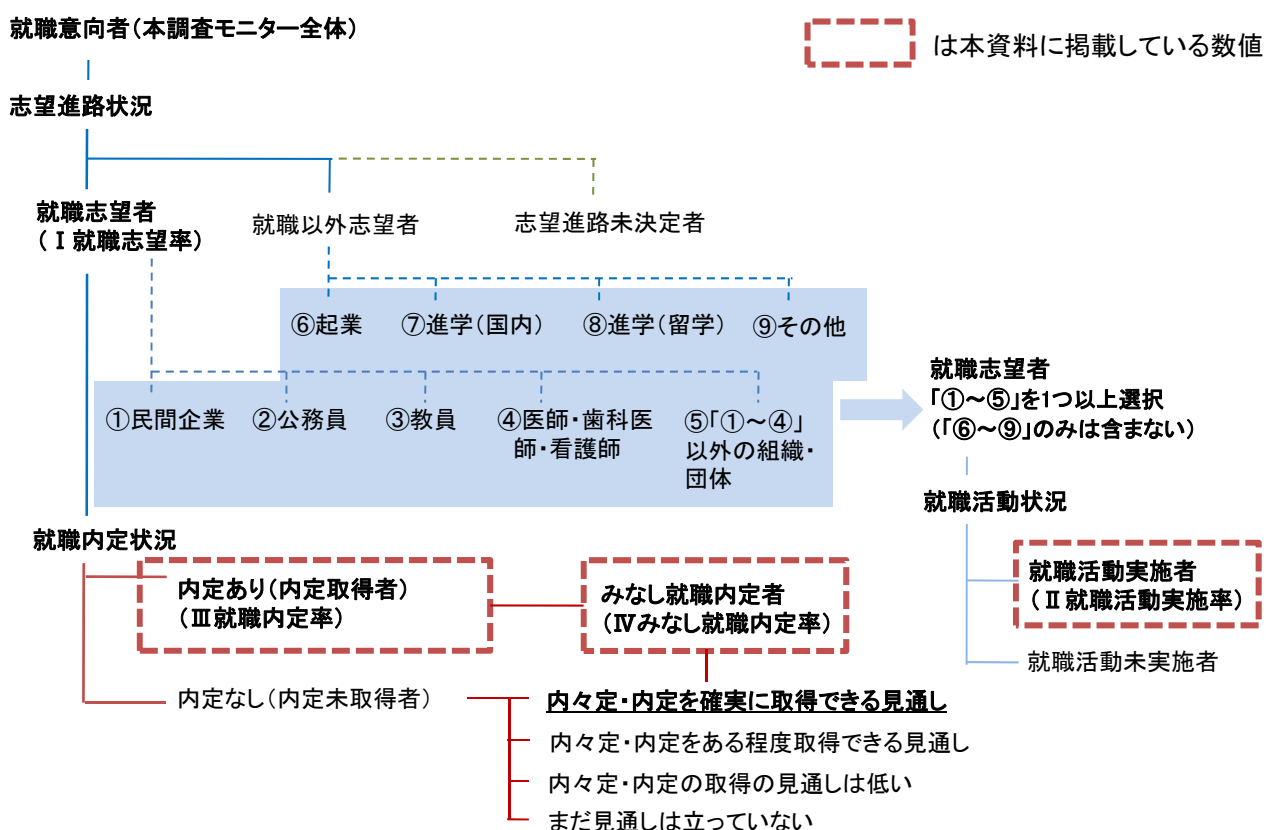 就職意向者(本調査モニター全体)
は本資料に掲載している数値
志望進路状況
就職志望者
(Ⅰ就職志望率)
就職以外志望者
志望進路未決定者
⑥起業
⑦進学(国内)
⑧進学(留学)
⑨その他
①民間企業
②公務員
③教員
④医師・歯科医
師・看護師
⑤「①~④」
以外の組織・
団体
就職志望者
「①~⑤」を1つ以上選択
(「⑥~⑨」のみは含まない)
就職活動状況
就職活動実施者
(Ⅱ就職活動実施率)
就職活動未実施者
就職内定状況
内定あり(内定取得者)
(Ⅲ就職内定率)
みなし就職内定者
(Ⅳみなし就職内定率)
内定なし(内定未取得者)
内々定・内定を確実に取得できる見通し
内々定・内定をある程度取得できる見通し
内々定・内定の取得の見通しは低い
まだ見通しは立っていない